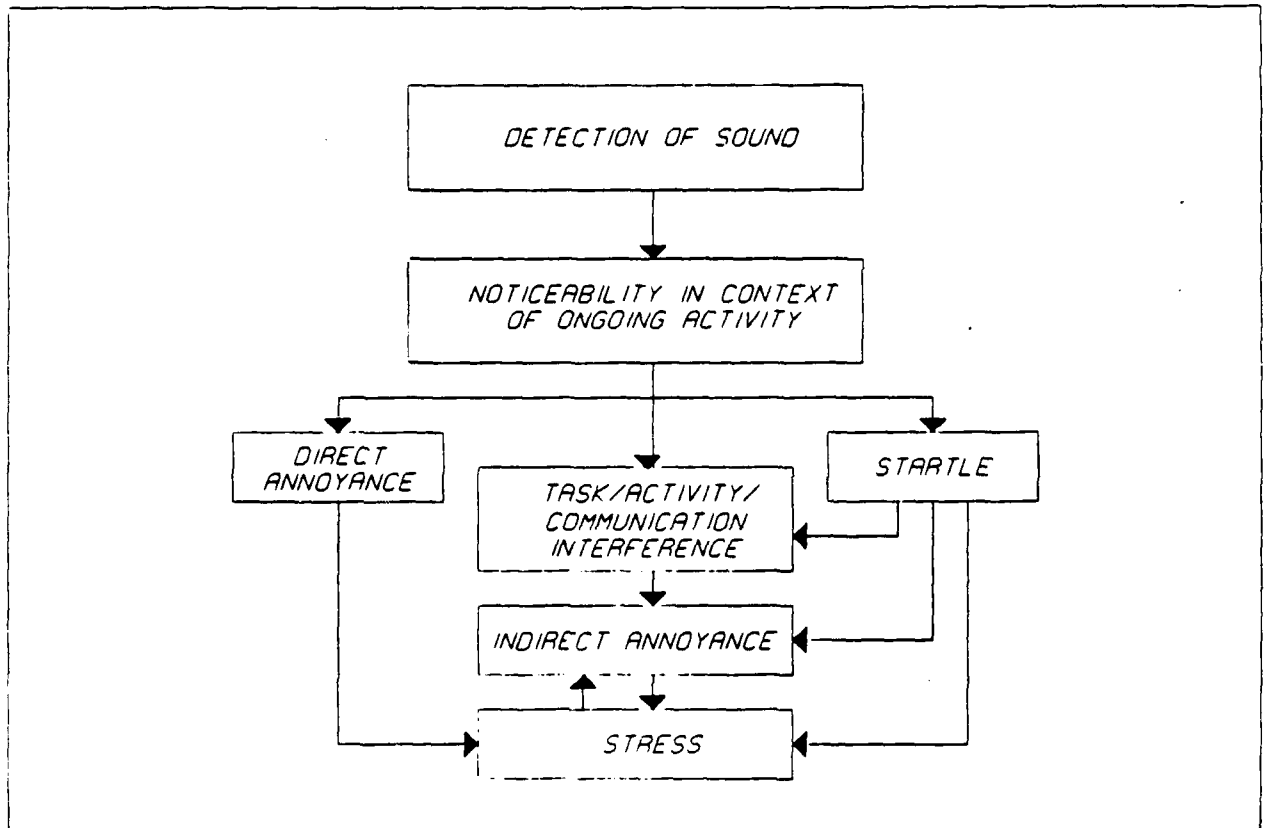 DETECTION OF SOUND
NOTICEABILITY IN CONTEXT
OF ONGOING ACTIVITY
DIRECT
ANNOYANCE
STARTLE
TASK/ACTIVITY/
COMMUNICATION
INTERFERENCE
INDIRECT ANNOYANCE
STRESS